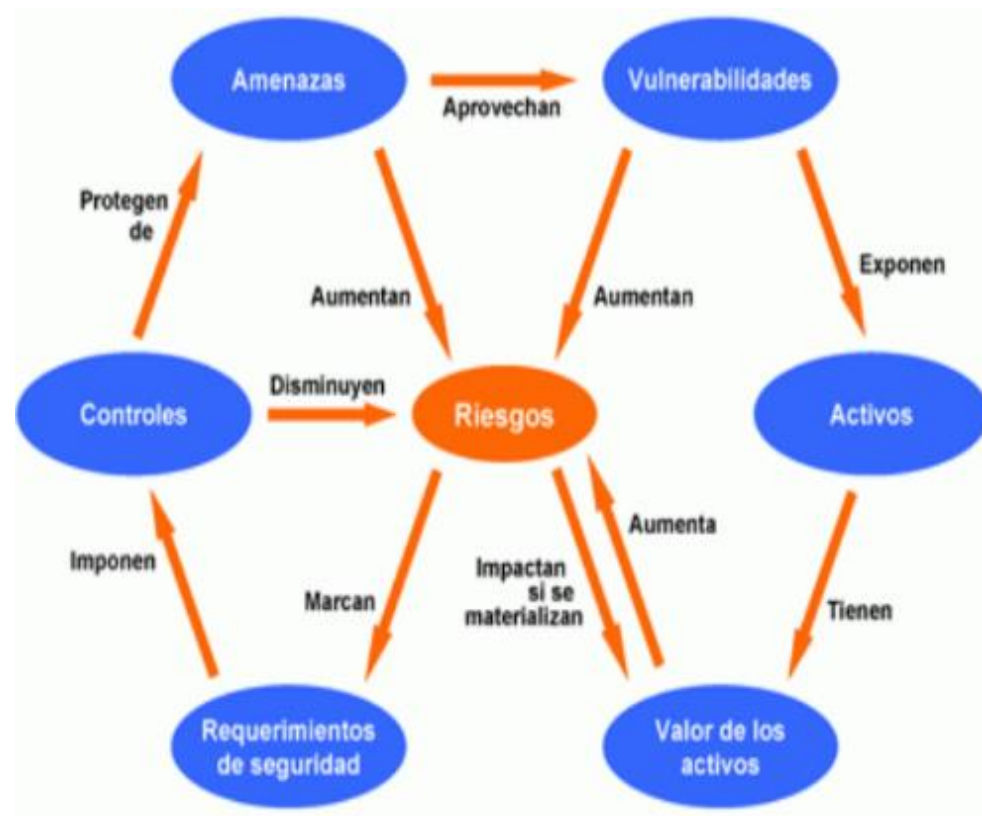 Amenazas
Vulnerabilidades
Aprovechan
Protegen
de
Exponen
Aumentan
Aumentan
Disminuyen
Controles
Riesgos
Activos
Aumenta
Imponen
Impactan
si se
materializan
Marcan
Tienen
Requerimientos
de seguridad
Valor de los
activos